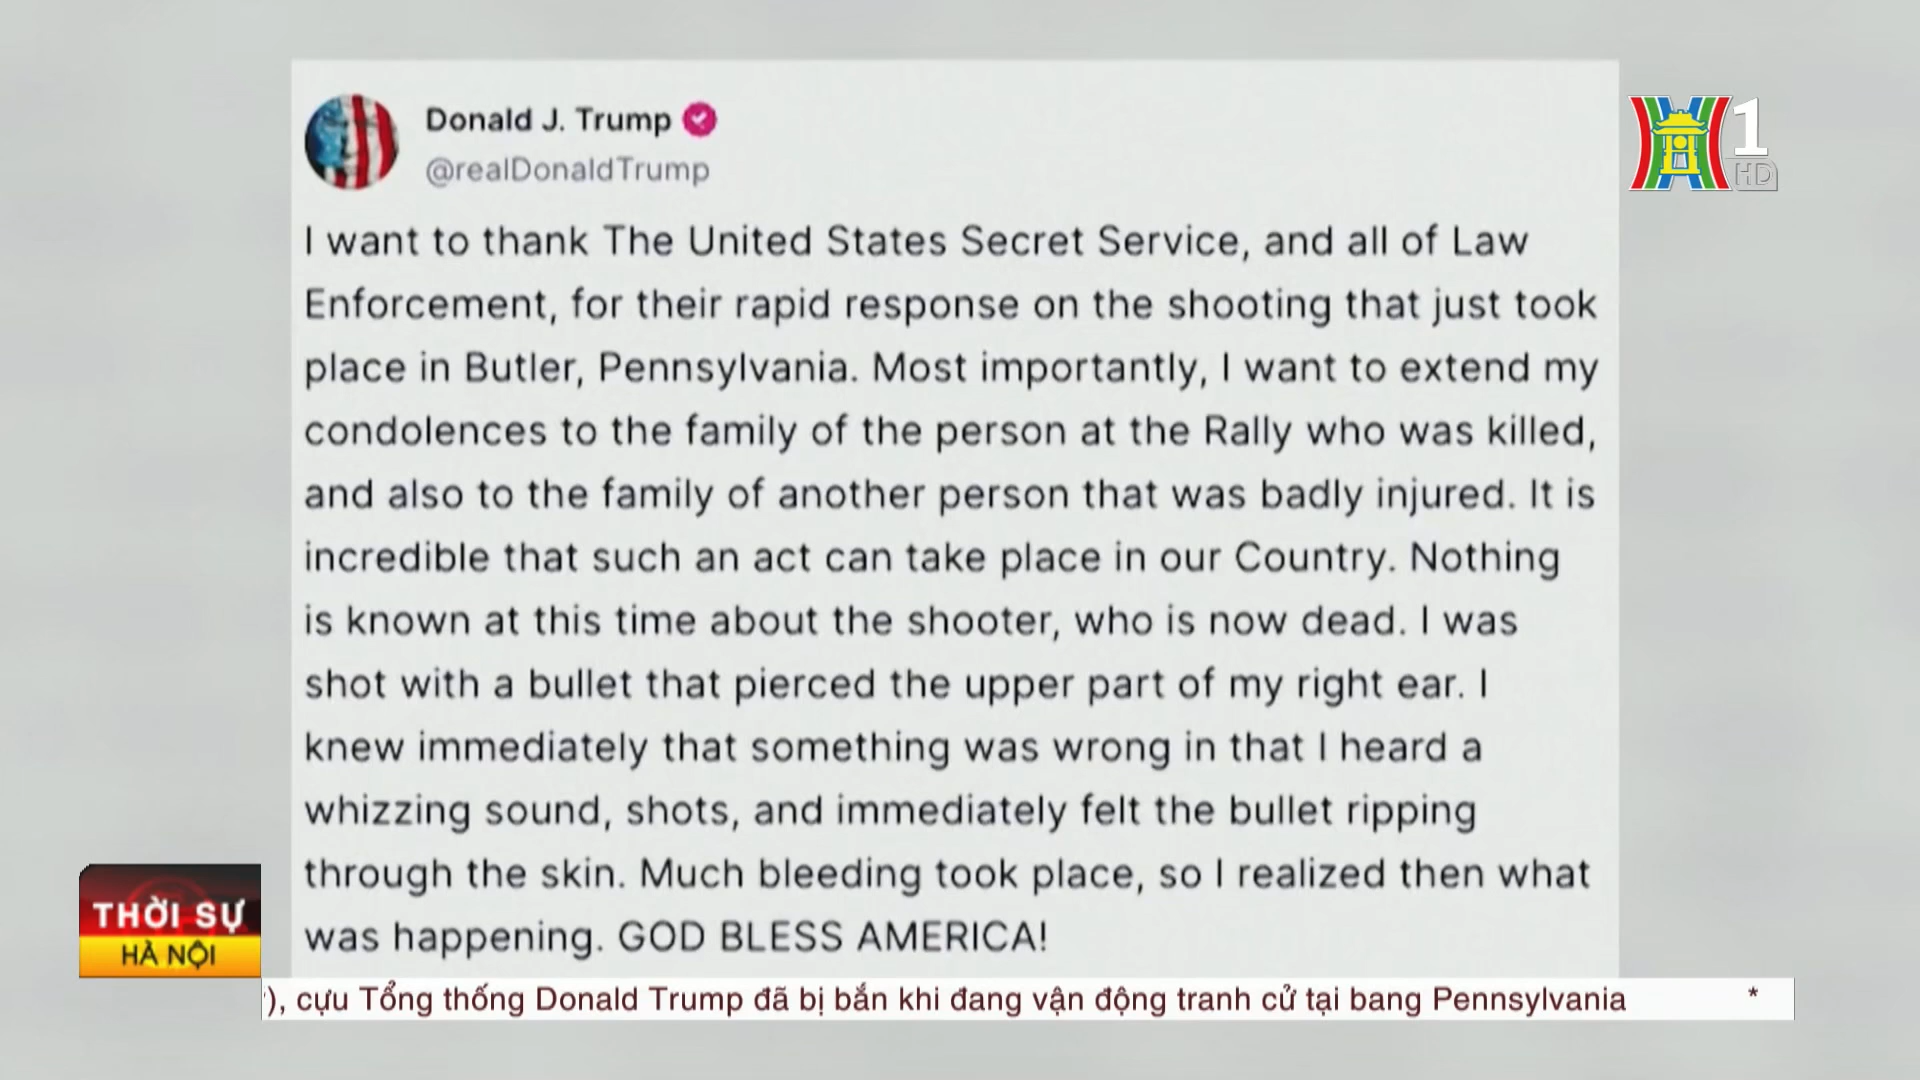 Donald J. Trump
@realDonaldTrump
1
HD
I want to thank The United States Secret Service, and all of Law
Enforcement, for their rapid response on the shooting that just took
place in Butler, Pennsylvania. Most importantly, I want to extend my
condolences to the family of the person at the Rally who was killed,
and also to the family of another person that was badly injured. It is
incredible that such an act can take place in our Country. Nothing
is known at this time about the shooter, who is now dead. I was
shot with a bullet that pierced the upper part of my right ear. I
knew immediately that something was wrong in that I heard a
whizzing sound, shots, and immediately felt the bullet ripping
through the skin. Much bleeding took place, so I realized then what
was happening. GOD BLESS AMERICA!
THỜI SỰ
HÀ NỘI
), cựu Tổng thống Donald Trump đã bị bắn khi đang vận động tranh cử tại bang Pennsylvania *